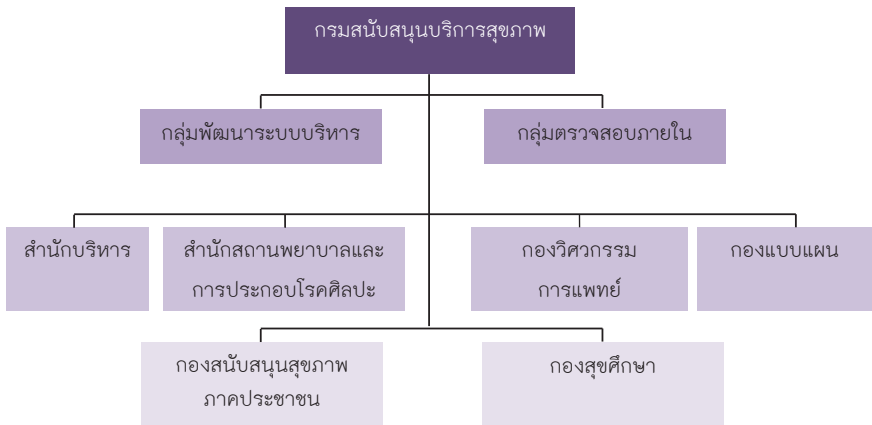 กรมสนับสนุนบริการสุขภาพ
กลุ่มพัฒนาระบบบริหาร
กลุ่มตรวจสอบภายใน
สำนักบริหาร
สำนักสถานพยาบาลและ
การประกอบโรคศิลปะ
กองวิศวกรรม
การแพทย์
กองแบบแผน
กองสนับสนุนสุขภาพ
ภาคประชาชน
กองสุขศึกษา